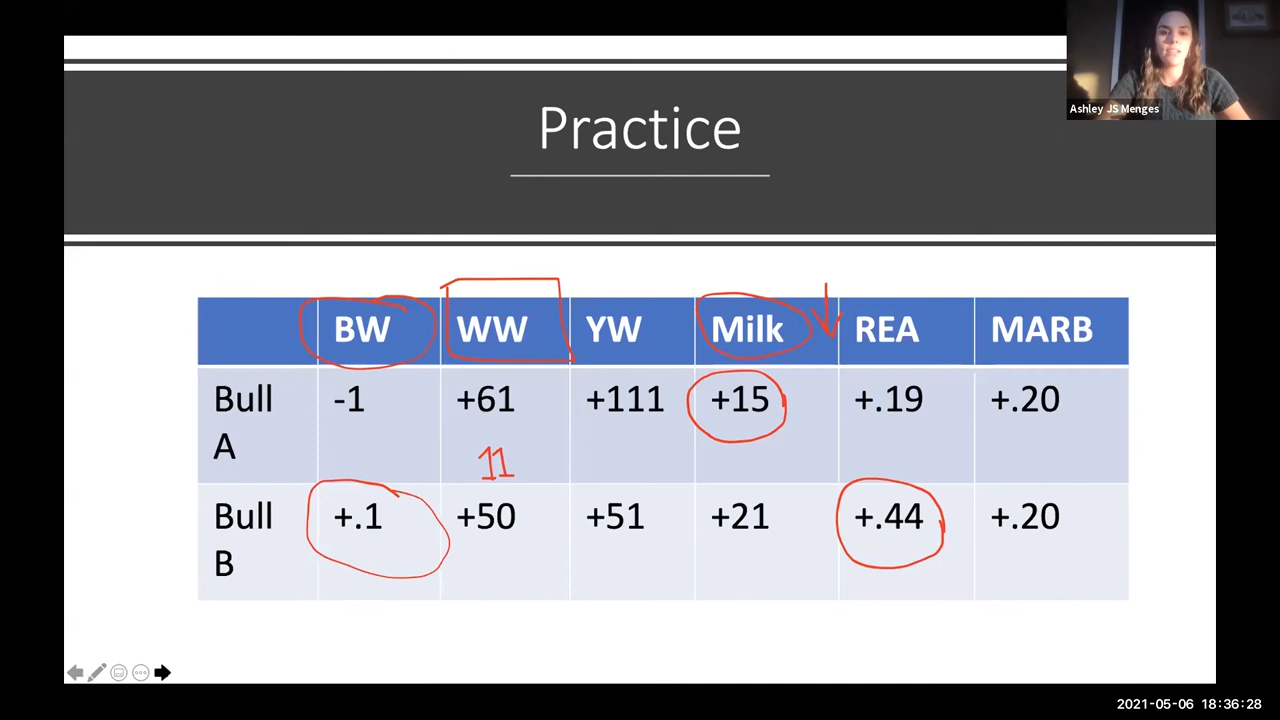 Ashley JS Menges
Practice
BW WW YW Milk REA MARB
Bull A -1 +61 +111 +15 +.19 +.20
11
Bull B +.1 +50 +51 +21 +.44 +.20
2021-05-06 18:36:28